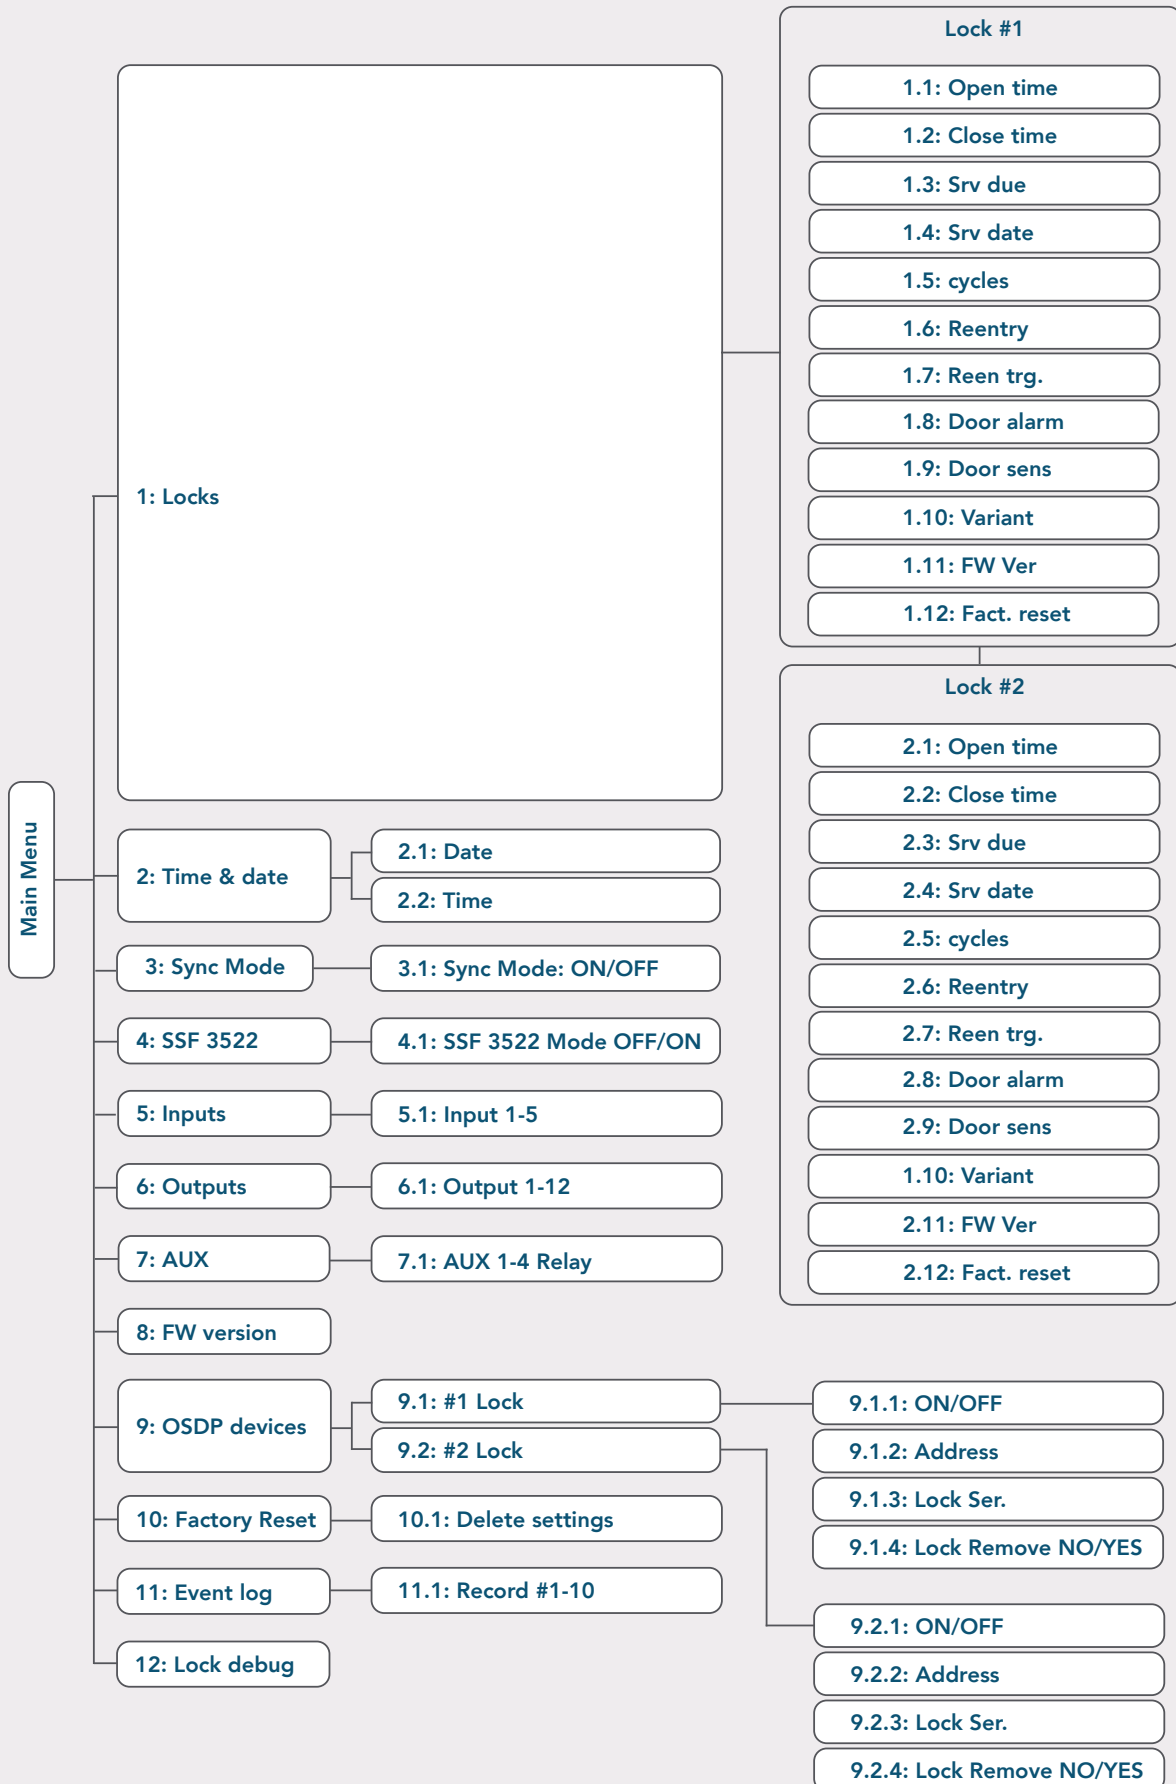 Main Menu
1: Locks
Lock #1
1.1: Open time
1.2: Close time
1.3: Srv due
1.4: Srv date
1.5: cycles
1.6: Reentry
1.7: Reen trg.
1.8: Door alarm
1.9: Door sens
1.10: Variant
1.11: FW Ver
1.12: Fact. reset
Lock #2
2.1: Open time
2.2: Close time
2.3: Srv due
2.4: Srv date
2.5: cycles
2.6: Reentry
2.7: Reen trg.
2.8: Door alarm
2.9: Door sens
1.10: Variant
2.11: FW Ver
2.12: Fact. reset
2: Time & date
2.1: Date
2.2: Time
3: Sync Mode
3.1: Sync Mode: ON/OFF
4: SSF 3522
4.1: SSF 3522 Mode OFF/ON
5: Inputs
5.1: Input 1-5
6: Outputs
6.1: Output 1-12
7: AUX
7.1: AUX 1-4 Relay
8: FW version
9: OSDP devices
9.1: #1 Lock
9.1.1: ON/OFF
9.1.2: Address
9.1.3: Lock Ser.
9.1.4: Lock Remove NO/YES
9.2: #2 Lock
9.2.1: ON/OFF
9.2.2: Address
9.2.3: Lock Ser.
9.2.4: Lock Remove NO/YES
10: Factory Reset
10.1: Delete settings
11: Event log
11.1: Record #1-10
12: Lock debug